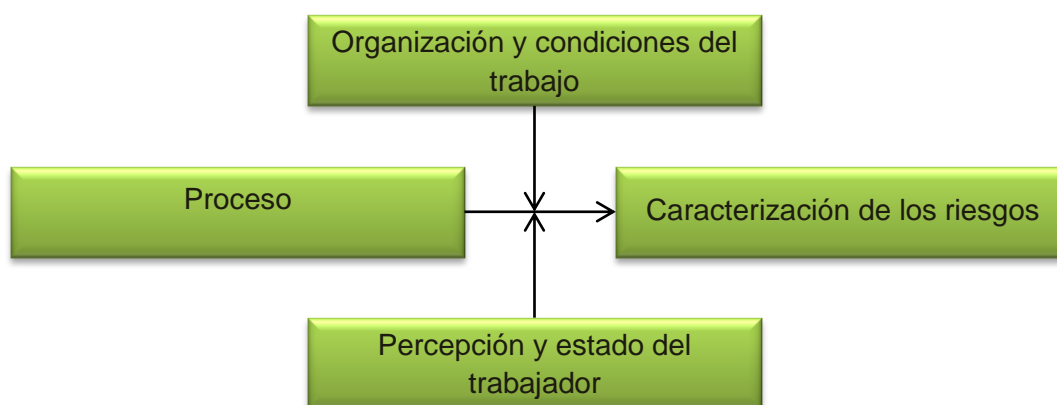 Organización y condiciones del
trabajo
Proceso
Caracterización de los riesgos
Percepción y estado del
trabajador